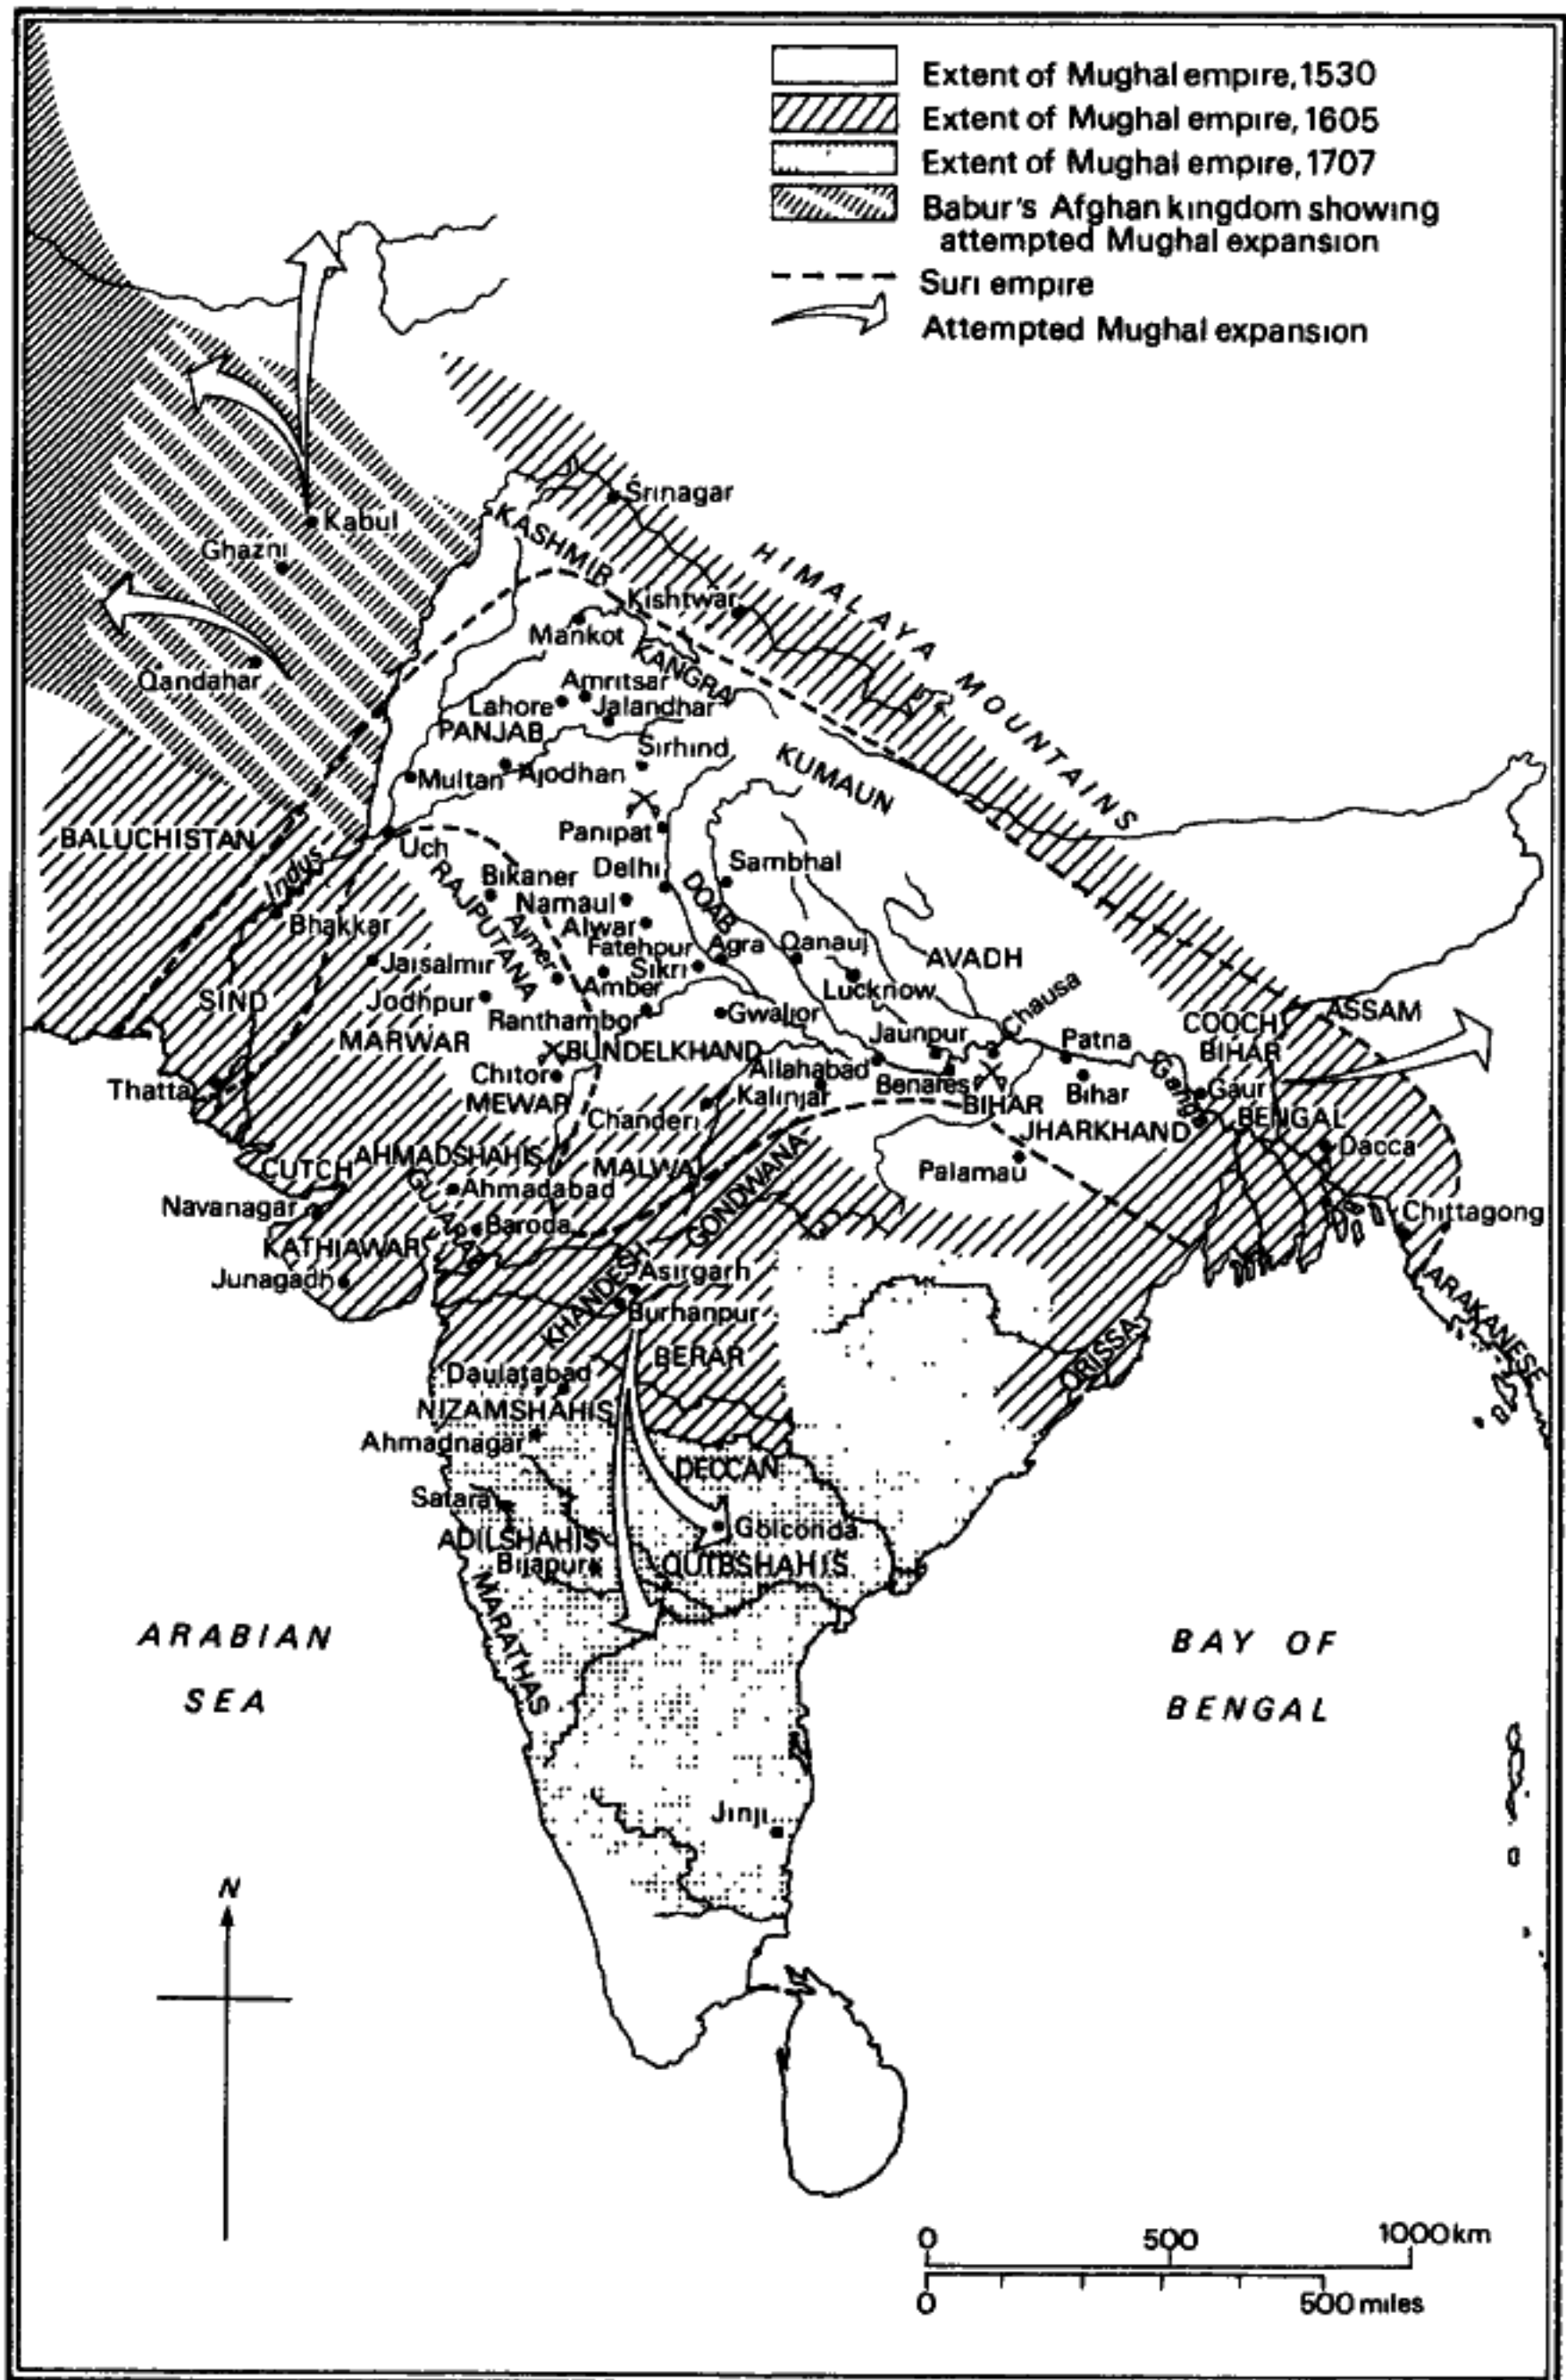 Extent of Mughal empire, 1530
Extent of Mughal empire, 1605
Extent of Mughal empire, 1707
Babur's Afghan kingdom showing
attempted Mughal expansion
Suri empire
Attempted Mughal expansion
Srinagar
Kabul
KASHMIR
Ghazni
HIMALAYA MOUNTAINS
Kishtwar
Mankot
KANGRA
Qandahar
Amritsar
Lahore
Jalandhar
PANJAB
Sirhind
KUMAUN
Multan
Ajodhan
BALUCHISTAN
Panipat
Uch
Indus
Bikaner
Delhi
Sambhal
RAJPUTANA
Namaul
DOAB
Bhakkar
Alwar
Ajmer
Fatehpur
Sikri
Agra
Qanauj
AVADH
Jaisalmir
Amber
Lucknow
SIND
Jodhpur
Ranthambor
Gwalior
Chausa
ASSAM
MARWAR
BUNDELKHAND
Jaunpur
Patna
COOCH
BIHAR
Thatta
Chitor
Allahabad
Benares
Bihar
Ganga
Gaur
MEWAR
Kalinjar
BIHAR
Chanderi
JHARKHAND
BENGAL
Dacca
CUTCH
AHMADSHAHIS
MALWA
GONDWANA
Palamau
Ahmadabad
GUJARAT
Navanagar
Baroda
Chittagong
KATHIAWAR
Junagadh
KHANDESH
Asirgarh
Burhanpur
ARAKANESE
BERAR
ORISSA
Daulatabad
NIZAMSHAHIS
Ahmadnagar
DECCAN
Satara
Golconda
ADILSHAHIS
Bijapur
QUTBSHAHIS
MARATHAS
ARABIAN
SEA
BAY OF
BENGAL
Jinji
N
0 500 1000 km
0 500 miles